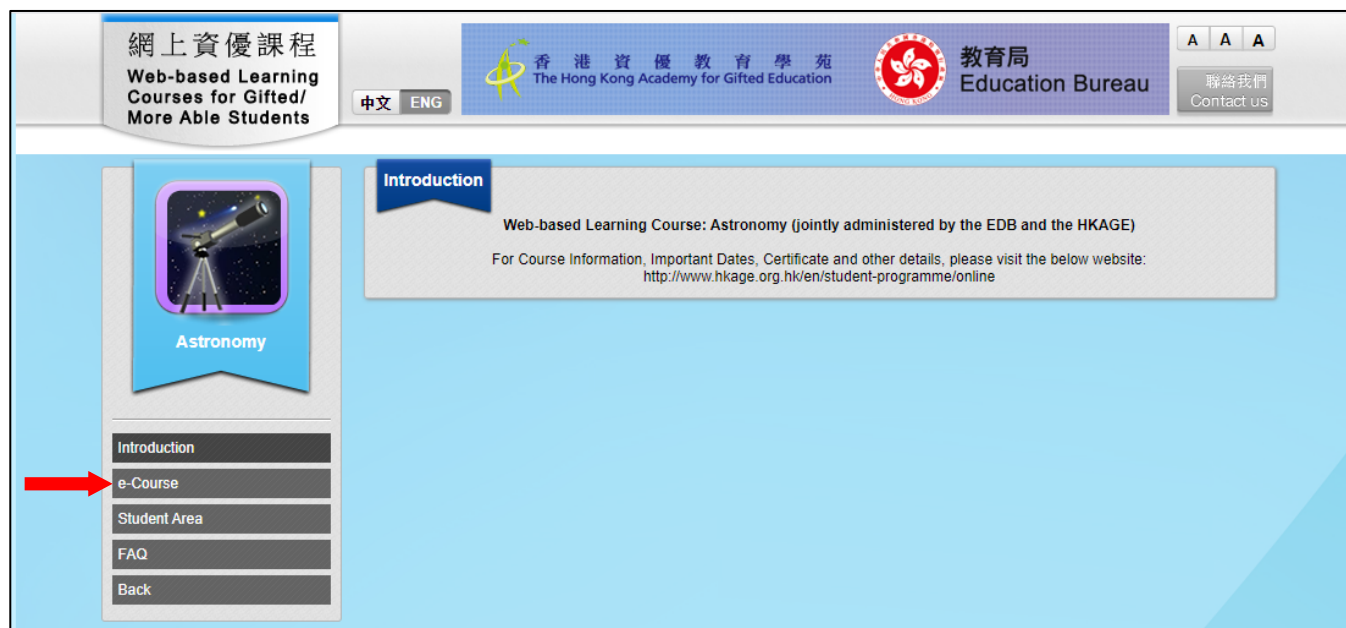 網上資優課程
Web-based Learning
Courses for Gifted/
More Able Students
中文 ENG
香港資優教育學苑
The Hong Kong Academy for Gifted Education
教育局
Education Bureau
A A A
聯絡我們
Contact us
Astronomy
Introduction
e-Course
Student Area
FAQ
Back
Introduction
Web-based Learning Course: Astronomy (jointly administered by the EDB and the HKAGE)
For Course Information, Important Dates, Certificate and other details, please visit the below website:
http://www.hkage.org.hk/en/student-programme/online